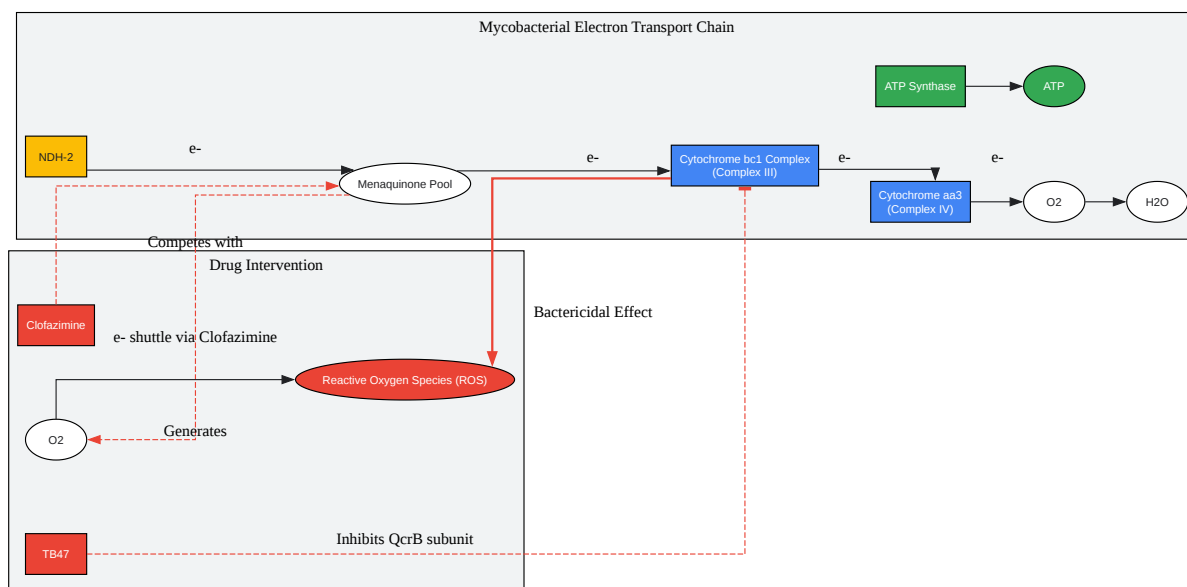 Mycobacterial Electron Transport Chain
ATP Synthase
ATP
NDH-2
e-
Menaquinone Pool
e-
Cytochrome bc1 Complex
(Complex III)
e-
Cytochrome aa3
(Complex IV)
e-
O2
H2O
Competes with
Drug Intervention
Clofazimine
e- shuttle via Clofazimine
Bactericidal Effect
Reactive Oxygen Species (ROS)
O2
Generates
TB47
Inhibits QcrB subunit